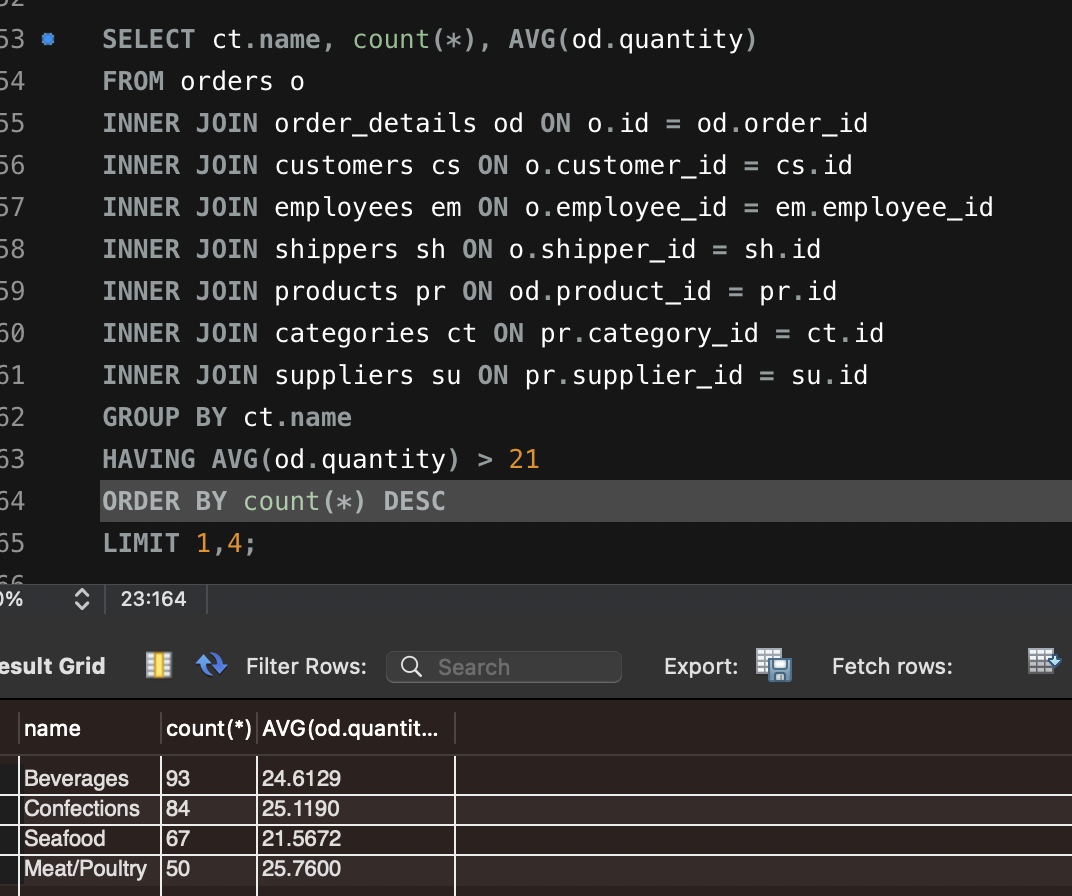 53 SELECT ct.name, count(*), AVG(od.quantity)
54 FROM orders o
55 INNER JOIN order_details od ON o.id = od.order_id
56 INNER JOIN customers cs ON o.customer_id = cs.id
57 INNER JOIN employees em ON o.employee_id = em.employee_id
58 INNER JOIN shippers sh ON o.shipper_id = sh.id
59 INNER JOIN products pr ON od.product_id = pr.id
60 INNER JOIN categories ct ON pr.category_id = ct.id
61 INNER JOIN suppliers su ON pr.supplier_id = su.id
62 GROUP BY ct.name
63 HAVING AVG(od.quantity) > 21
64 ORDER BY count(*) DESC
65 LIMIT 1,4;
0% 23:164
esult Grid Filter Rows: Search Export: Fetch rows:
name count(*) AVG(od.quantit...
Beverages 93 24.6129
Confections 84 25.1190
Seafood 67 21.5672
Meat/Poultry 50 25.7600